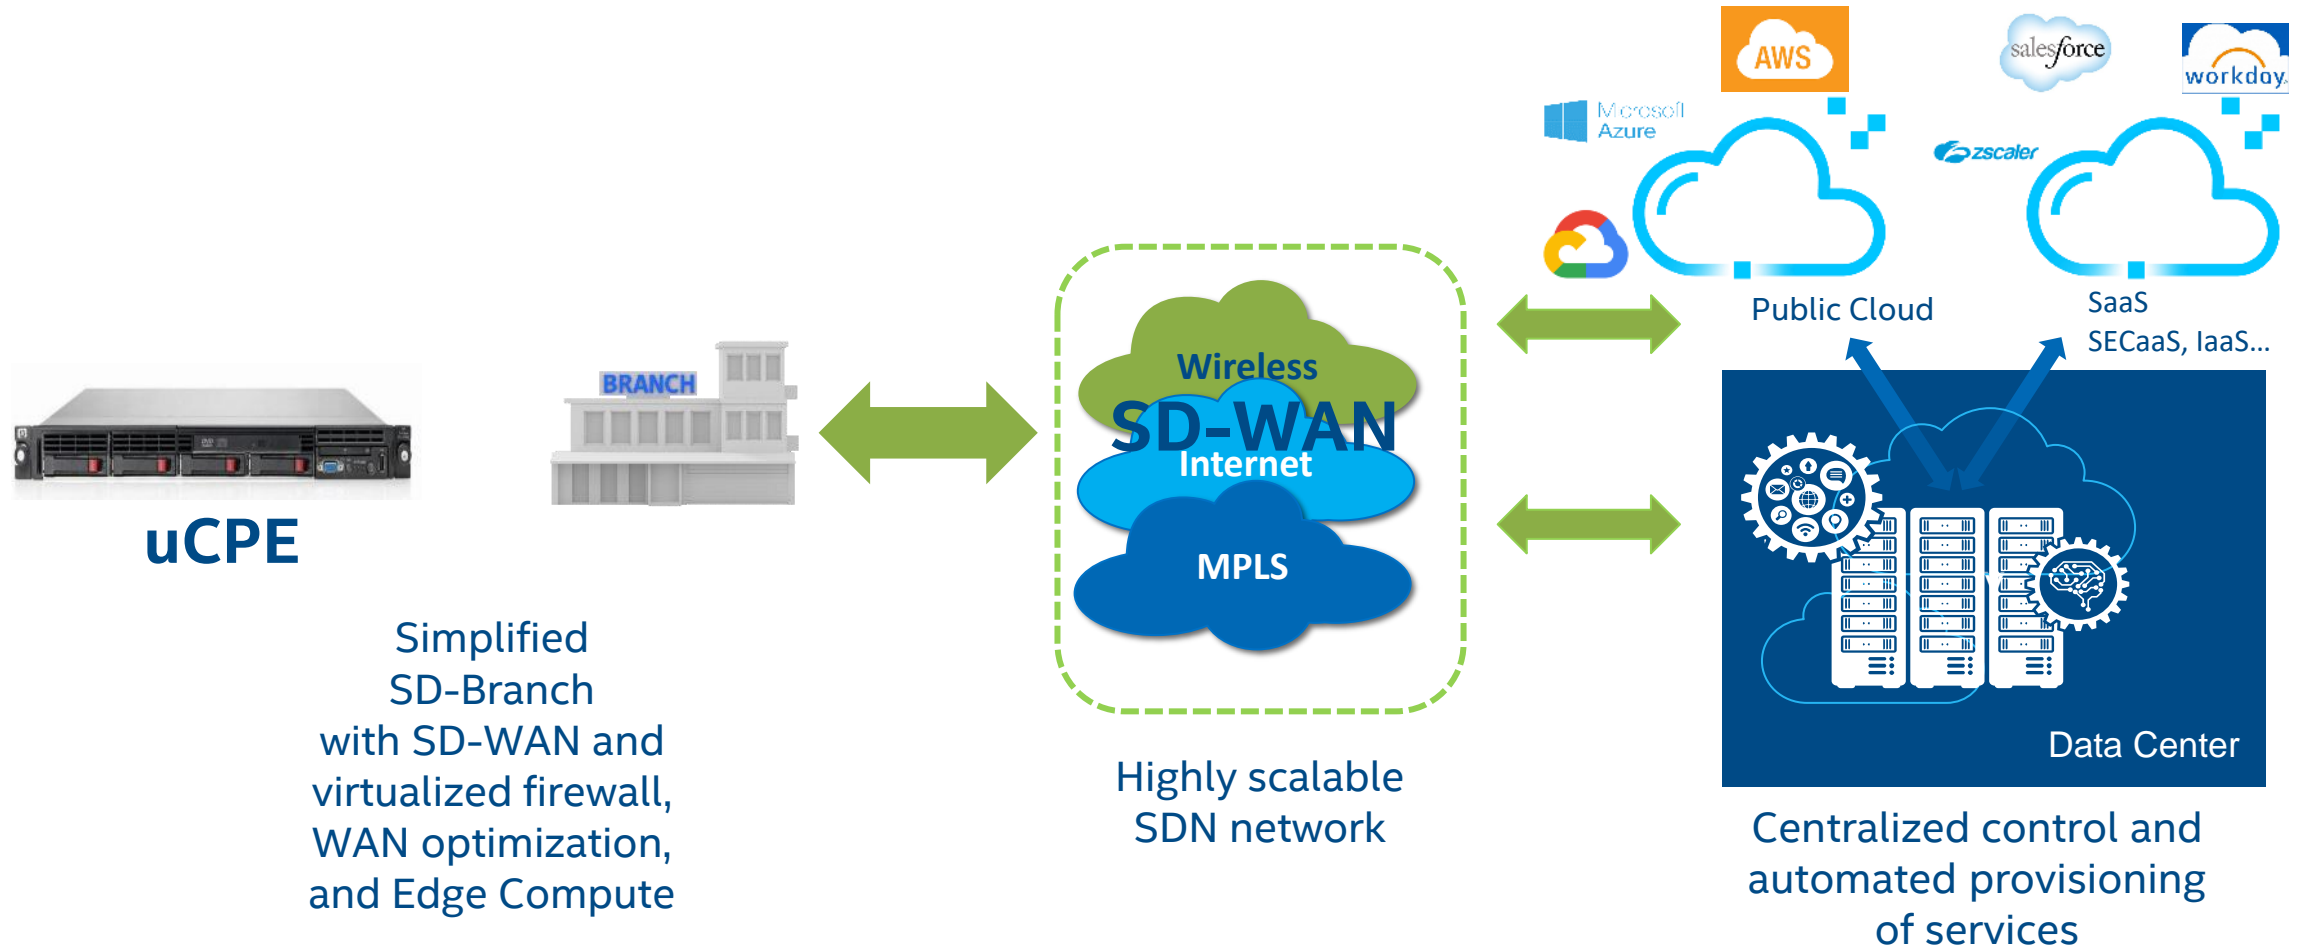 AWS
salesforce
workday.
Microsoft
Azure
zscaler
Public Cloud
SaaS
SECaaS, IaaS...
BRANCH
Wireless
SD-WAN
Internet
MPLS
uCPE
Simplified
SD-Branch
with SD-WAN and
virtualized firewall,
WAN optimization,
and Edge Compute
Highly scalable
SDN network
Data Center
Centralized control and
automated provisioning
of services